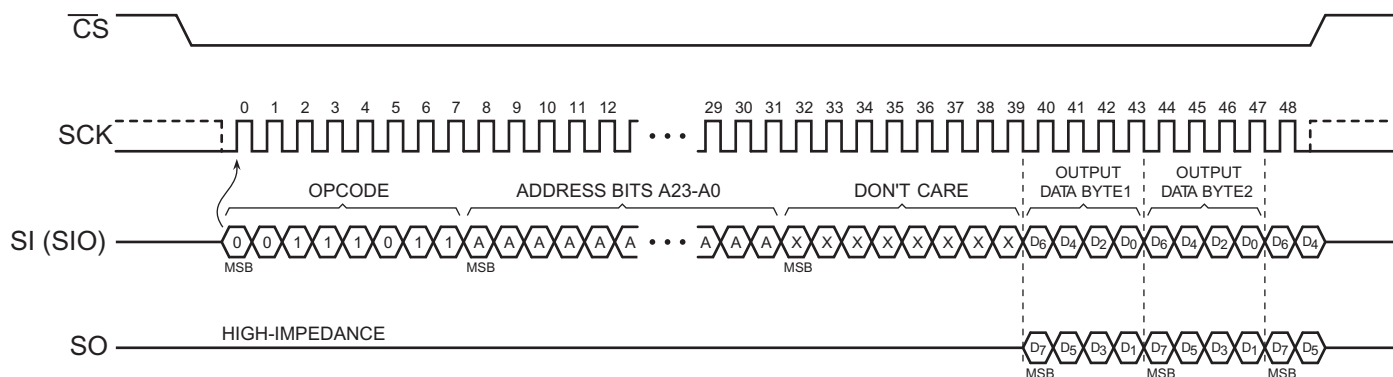 CS
0 1 2 3 4 5 6 7 8 9 10 11 12 29 30 31 32 33 34 35 36 37 38 39 40 41 42 43 44 45 46 47 48
SCK
OPCODE ADDRESS BITS A23-A0 DON'T CARE OUTPUT DATA BYTE1 OUTPUT DATA BYTE2
SI (SIO) 0 0 1 1 1 0 1 1 A A A A A A A A A X X X X X X X X D6 D4 D2 D0 D6 D4 D2 D0 D6 D4
MSB MSB MSB
HIGH-IMPEDANCE
SO D7 D5 D3 D1 D7 D5 D3 D1 D7 D5
MSB MSB MSB